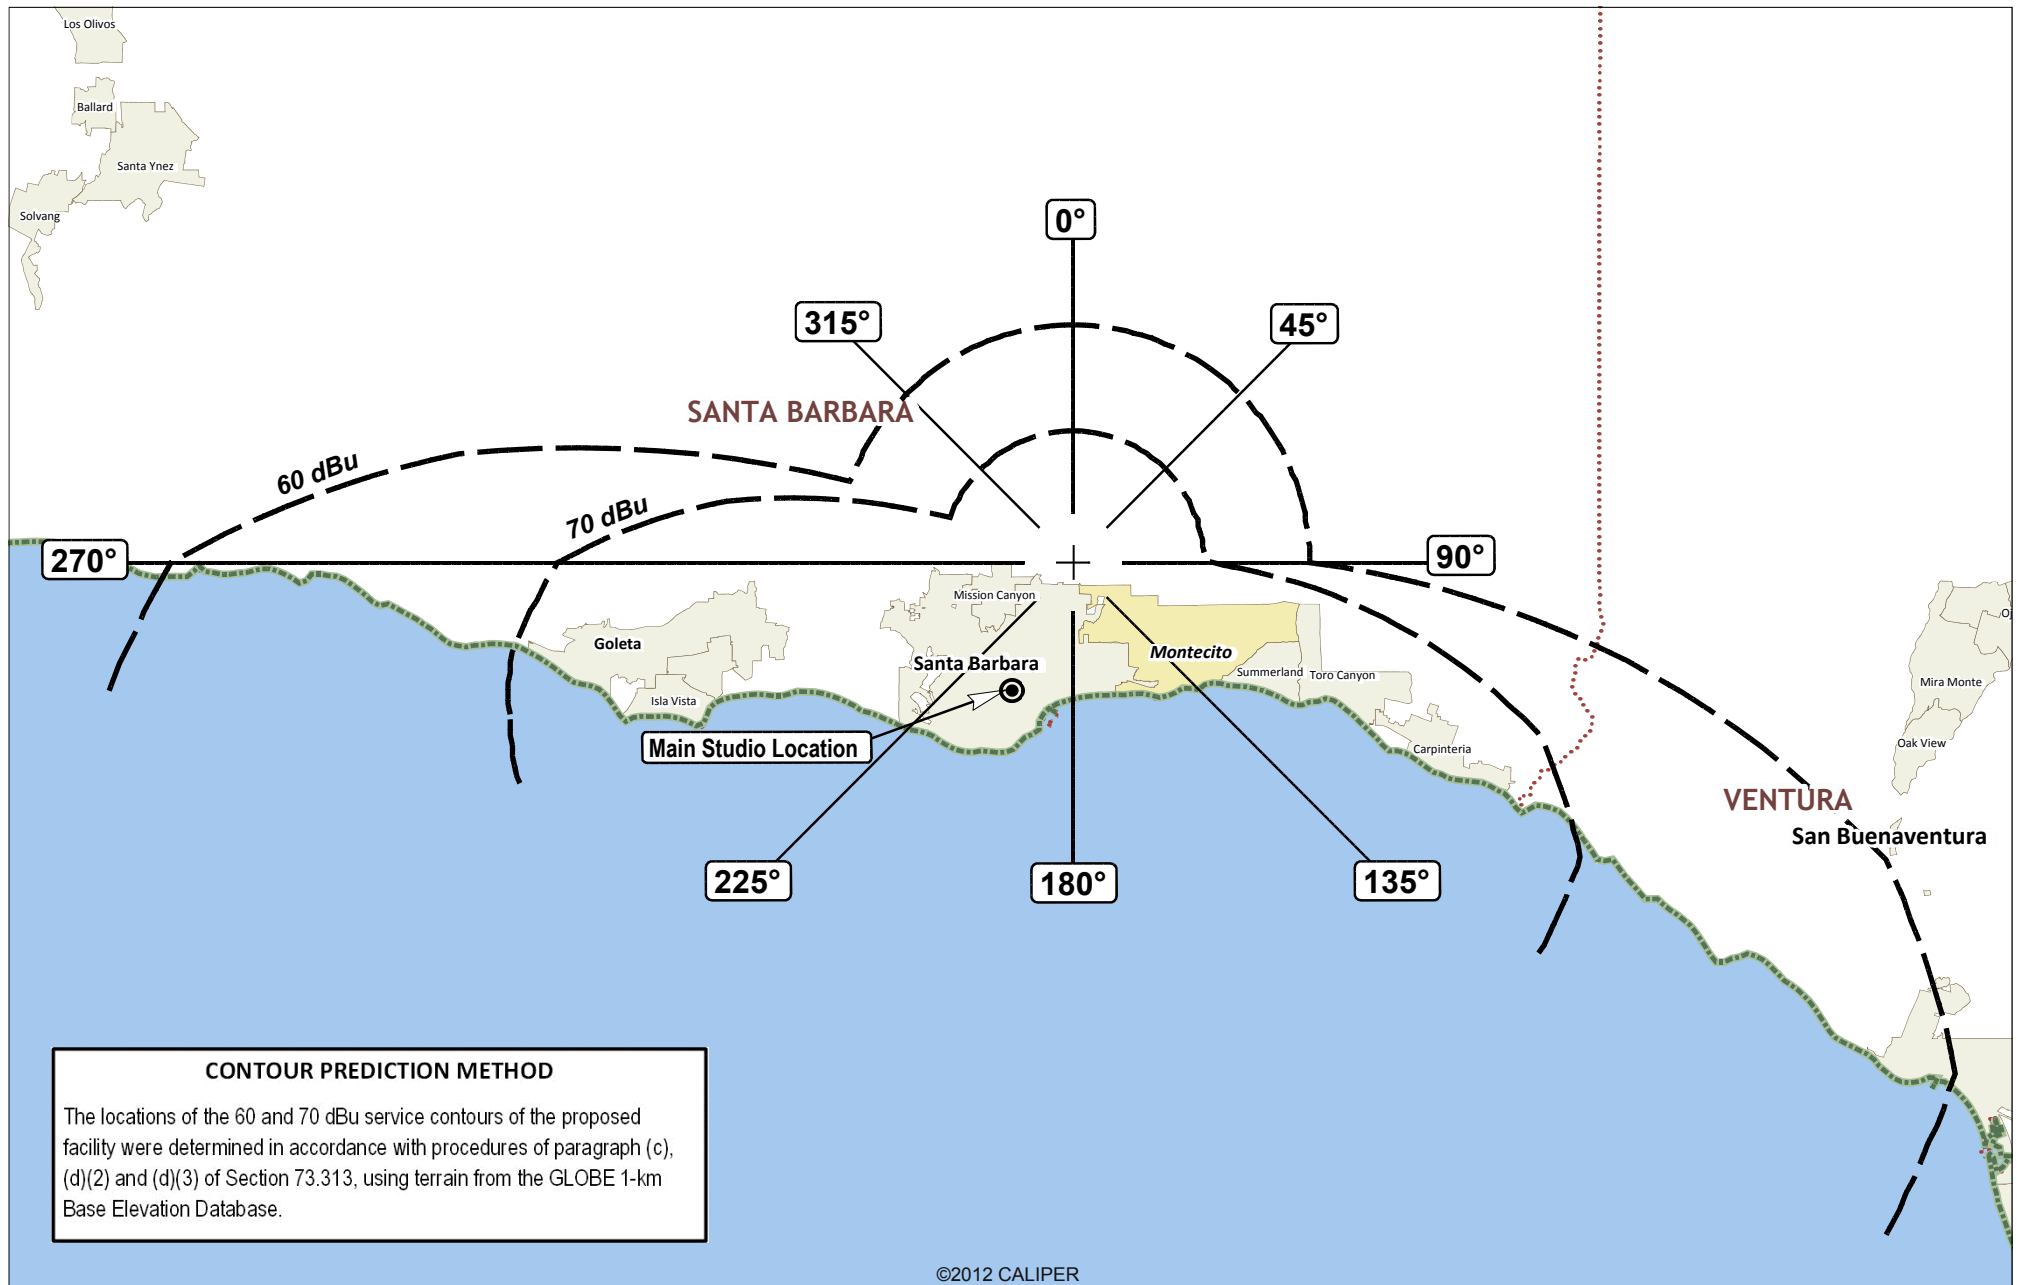 Los Olivos
Ballard
Santa Ynez
Solvang
0°
315°
45°
SANTA BARBARA
60 dBu
70 dBu
270°
90°
Mission Canyon
Goleta
Santa Barbara
Montecito
Summerland
Toro Canyon
Isla Vista
Main Studio Location
Carpinteria
Oj
Mira Monte
Oak View
VENTURA
San Buenaventura
225°
180°
135°
CONTOUR PREDICTION METHOD
The locations of the 60 and 70 dBu service contours of the proposed
facility were determined in accordance with procedures of paragraph (c),
(d)(2) and (d)(3) of Section 73.313, using terrain from the GLOBE 1-km
Base Elevation Database.
©2012 CALIPER